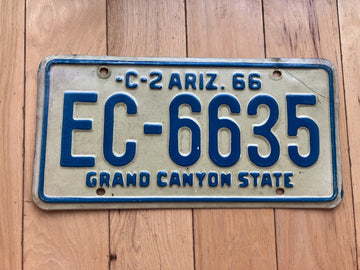 -C-2 ARIZ. 66
EC-6635
GRAND CANYON STATE